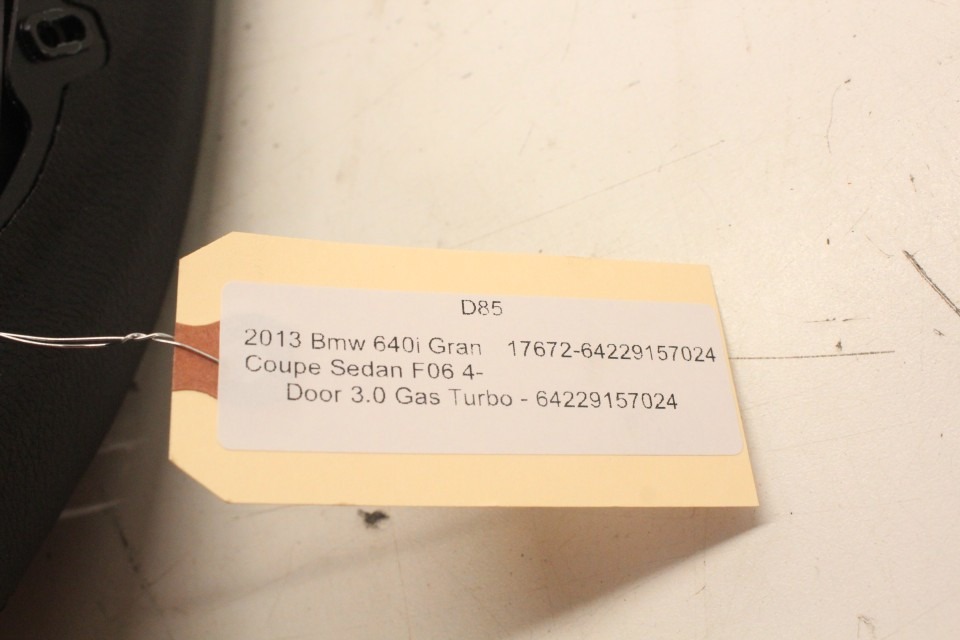 D85
2013 Bmw 640i Gran 17672-64229157024
Coupe Sedan F06 4-
Door 3.0 Gas Turbo - 64229157024